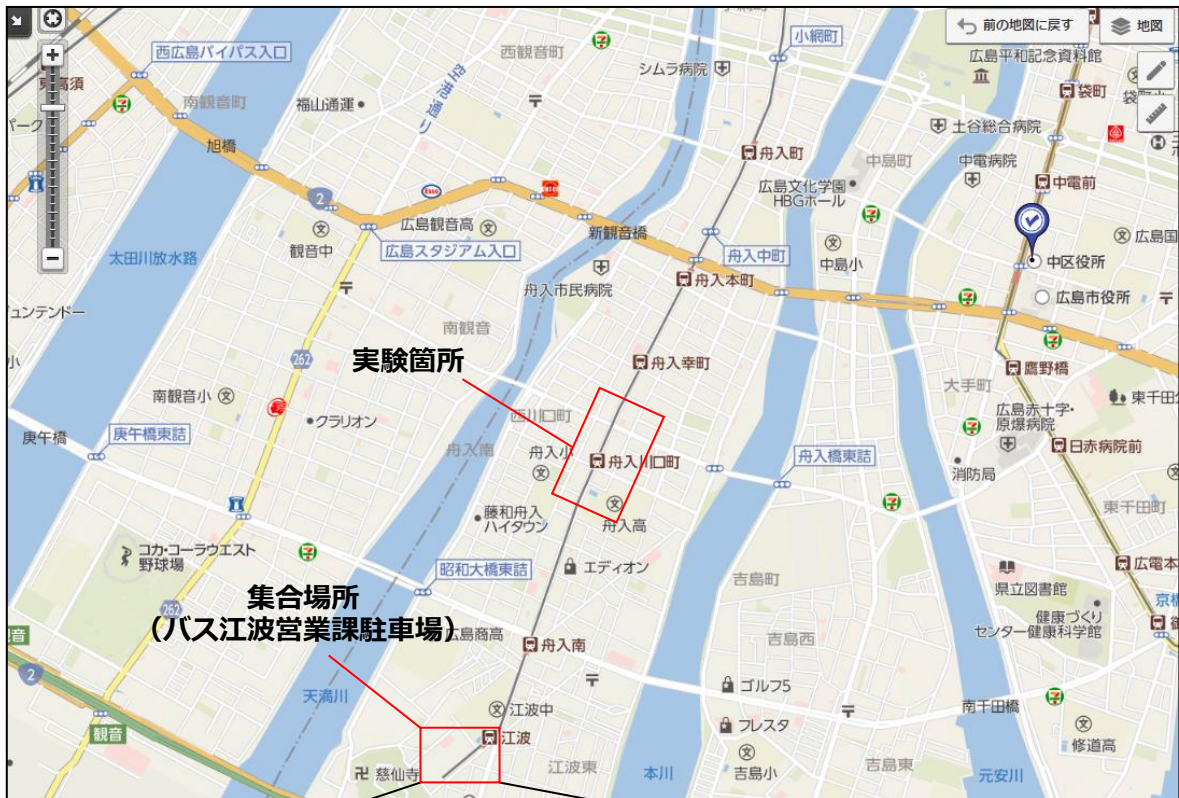 前の地図に戻す
地図
小網町
広島平和記念資料館
西観音町
西広島バイパス入口
シムラ病院
東高須
袋町
空港通り
南観音町
福山通運
土谷総合病院
旭橋
舟入町
中島町
中電病院
中電前
2
Esso
広島文化学園
HBGホール
広島観音高
新観音橋
観音中
広島スタジアム入口
舟入中町
中島小
中区役所
太田川放水路
舟入市民病院
舟入本町
広島市役所
南観音
実験箇所
舟入幸町
262
鷹野橋
大手町
南観音小
クラリオン
西川口町
広島赤十字・
原爆病院
庚午橋
庚午橋東詰
舟入南
舟入小
舟入川口町
舟入橋東詰
日赤病院前
消防局
藤和舟入
ハイタウン
舟入高
東千田町
コカ・コーラウエスト
野球場
昭和大橋東詰
エディオン
吉島町
県立図書館
広電本
集合場所
(バス江波営業課駐車場)
262
広島商高
舟入南
吉島西
健康づくり
センター健康科学館
2
天満川
ゴルフ5
南千田橋
観音
江波中
フレスタ
江波
修道高
慈仙寺
江波東
本川
吉島小
吉島東
元安川